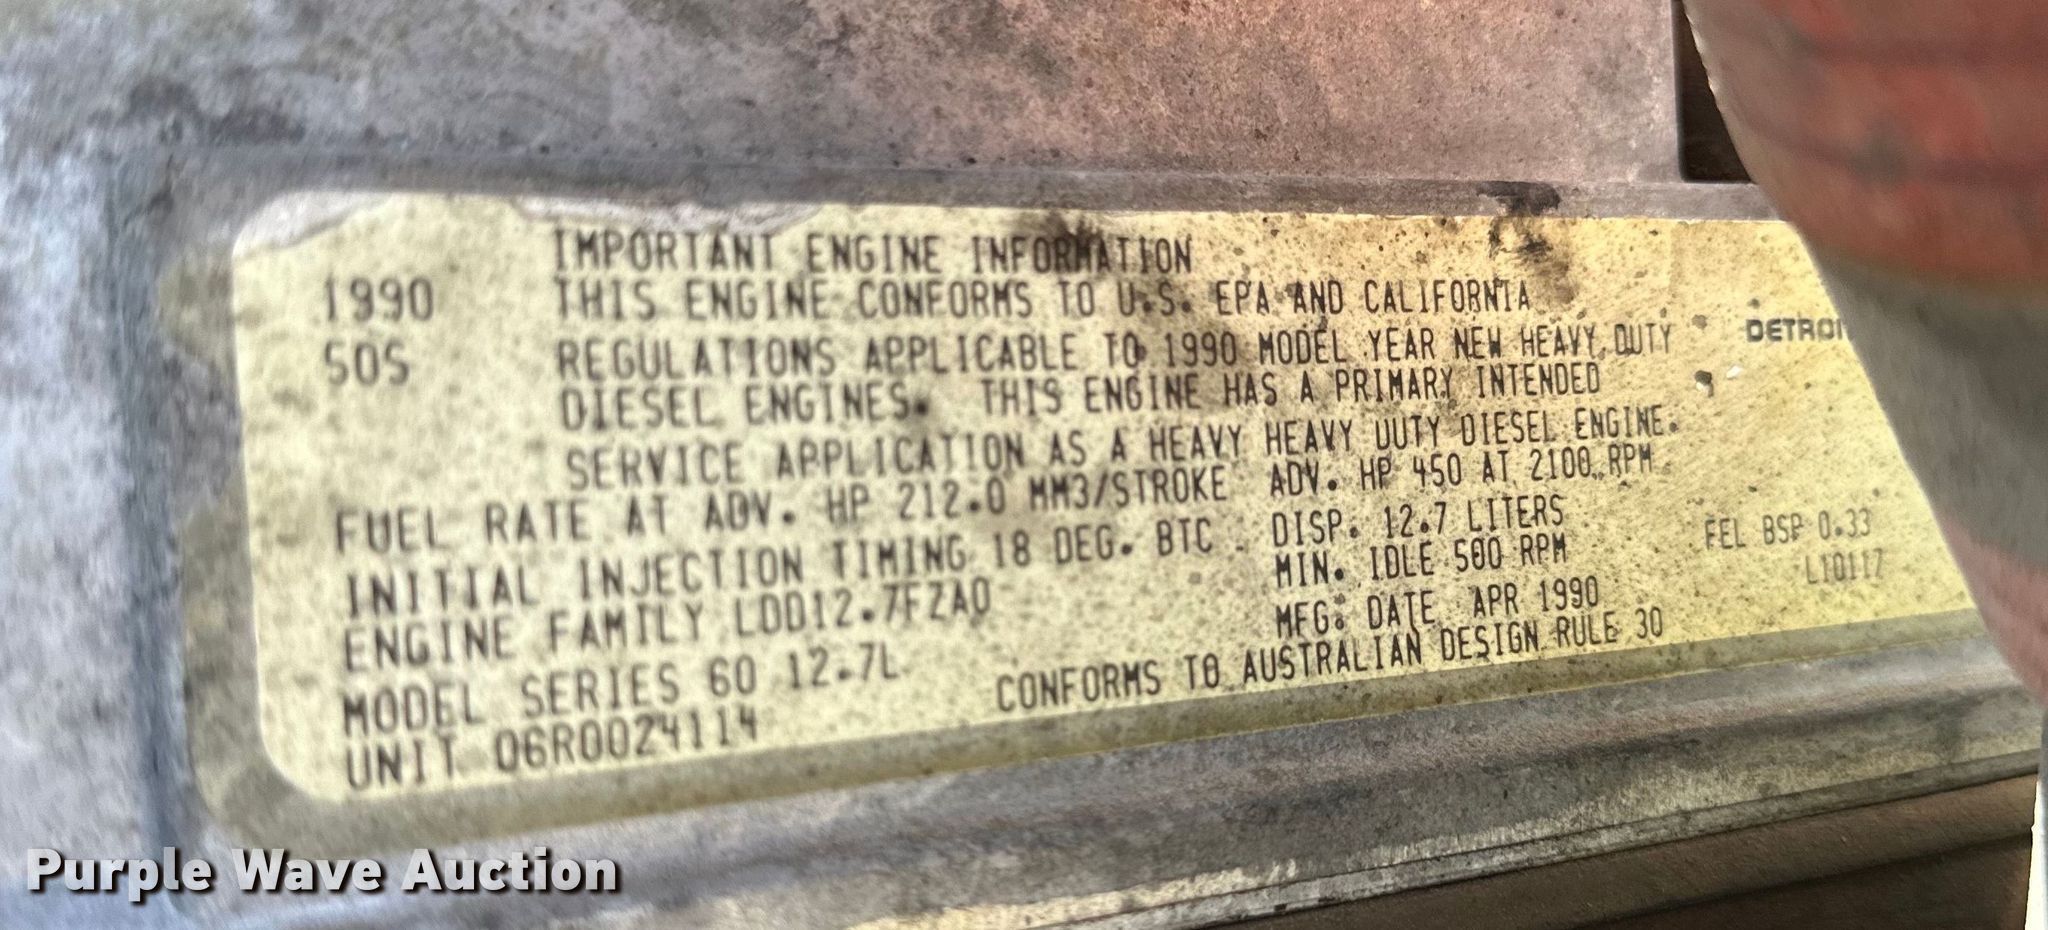 IMPORTANT ENGINE INFORMATION
1990 THIS ENGINE CONFORMS TO U.S. EPA AND CALIFORNIA
50S REGULATIONS APPLICABLE TO 1990 MODEL YEAR NEW HEAVY DUTY
DETROI
DIESEL ENGINES. THIS ENGINE HAS A PRIMARY INTENDED
SERVICE APPLICATION AS A HEAVY HEAVY DUTY DIESEL ENGINE.
FUEL RATE AT ADV. HP 212.0 MM3/STROKE ADV. HP 450 AT 2100 RPM
INITIAL INJECTION TIMING 18 DEG. BTC DISP. 12.7 LITERS
FEL BSP 0.33
ENGINE FAMILY LDD12.7FZA0 MIN. IDLE 500 RPM
L10117
MODEL SERIES 60 12.7L MFG. DATE APR 1990
UNIT 06R0024114 CONFORMS TO AUSTRALIAN DESIGN RULE 30
Purple Wave Auction